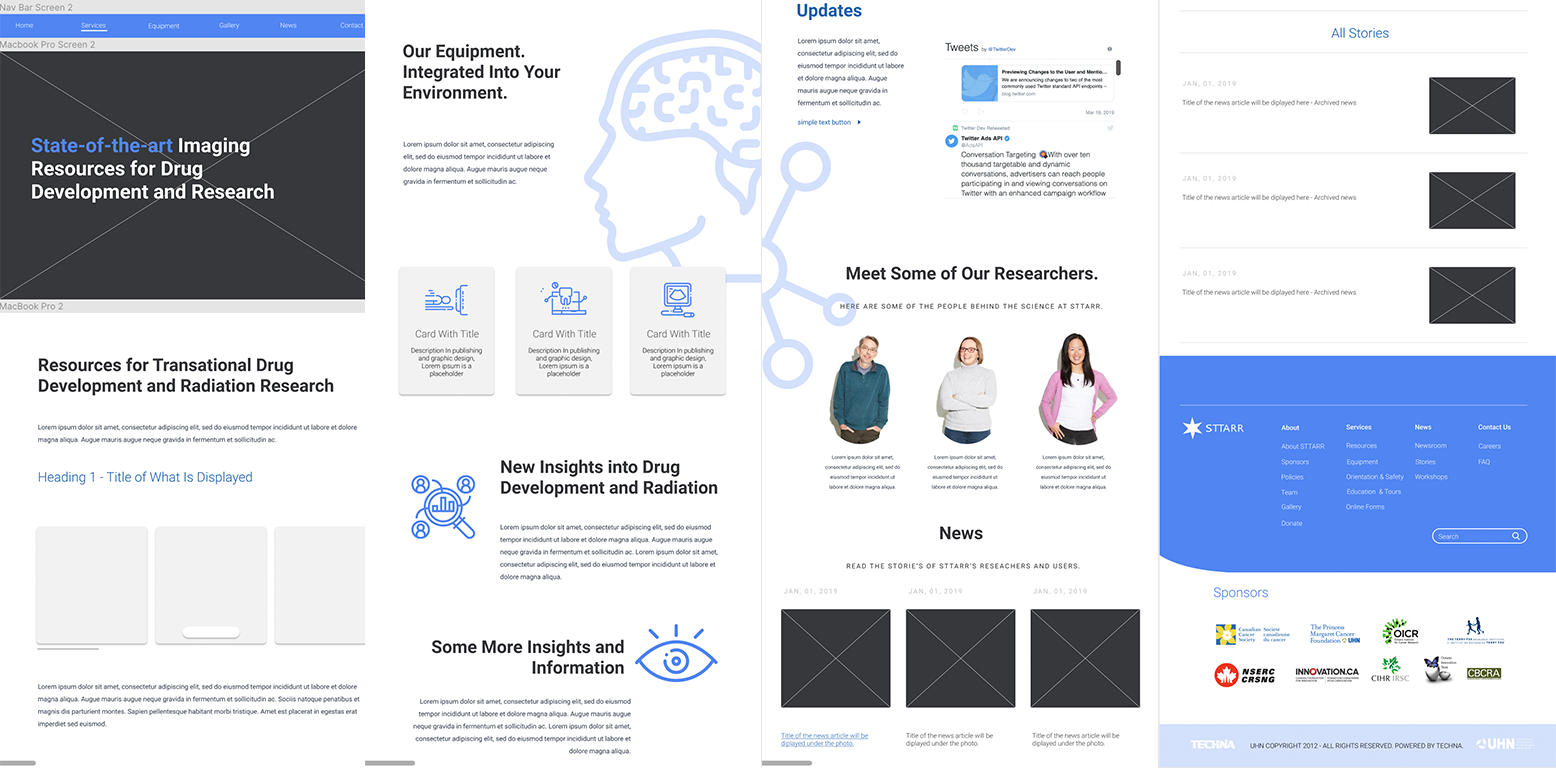 Nav Bar Screen 2
Home Services Equipment Gallery News Contact
Macbook Pro Screen 2
State-of-the-art Imaging
Resources for Drug
Development and Research
MacBook Pro 2
Resources for Transational Drug
Development and Radiation Research
Lorem ipsum dolor sit amet, consectetur adipiscing elit, sed do eiusmod tempor incididunt ut labore et dolore
magna aliqua. Augue mauris augue neque gravida in fermentum et sollicitudin ac.
Heading 1 - Title of What Is Displayed
Lorem ipsum dolor sit amet, consectetur adipiscing elit, sed do eiusmod tempor incididunt ut labore et dolore
magna aliqua. Augue mauris augue neque gravida in fermentum et sollicitudin ac. Sociis natoque penatibus et
magnis dis parturient montes. Sapien pellentesque habitant morbi tristique. Amet est placerat in egestas erat
imperdiet sed euismod.
Our Equipment.
Integrated Into Your
Environment.
Lorem ipsum dolor sit amet, consectetur adipiscing
elit, sed do eiusmod tempor incididunt ut labore et
dolore magna aliqua. Augue mauris augue neque
gravida in fermentum et sollicitudin ac.
Card With Title
Description In publishing
and graphic design,
Lorem ipsum is a
placeholder
Card With Title
Description In publishing
and graphic design,
Lorem ipsum is a
placeholder
Card With Title
Description In publishing
and graphic design,
Lorem ipsum is a
placeholder
New Insights into Drug
Development and Radiation
Lorem ipsum dolor sit amet, consectetur adipiscing elit, sed do
eiusmod tempor incididunt ut labore et dolore magna aliqua.
Augue mauris augue neque gravida in fermentum et sollicitudin
neque gravida in fermentum et sollicitudin ac. Lorem ipsum dolor sit amet,
consectetur adipiscing elit, sed do eiusmod tempor incididunt ut labore et
dolore magna aliqua.
Some More Insights and
Information
Lorem ipsum dolor sit amet, consectetur adipiscing elit, sed do eiusmod
tempor incididunt ut labore et dolore magna aliqua. Augue mauris augue
neque gravida in fermentum et sollicitudin ac. Lorem ipsum dolor sit amet,
consectetur adipiscing elit, sed do eiusmod tempor incididunt ut labore et
dolore magna aliqua.
Updates
Lorem ipsum dolor sit amet,
consectetur adipiscing elit, sed do
eiusmod tempor incididunt ut labore
et dolore magna aliqua. Augue
mauris augue neque gravida in
fermentum et sollicitudin ac.
simple text button
Tweets by @TwitterDev
Previewing Changes to the User and Mentio...
We are announcing changes to two of the most
commonly used Twitter standard API endpoints –
blog.twitter.com
Mar 19, 2019
Twitter Dev Retweeted
Twitter Ads API
@AdsAPI
Conversation Targeting With over ten
thousand targetable and dynamic
conversations, advertisers can reach people
participating in and viewing conversations on
Twitter with an enhanced campaign workflow
Meet Some of Our Researchers.
HERE ARE SOME OF THE PEOPLE BEHIND THE SCIENCE AT STTARR.
Lorem ipsum dolor sit amet,
consectetur adipiscing elit, sed do
eiusmod tempor incididunt ut
labore et dolore magna aliqua.
Lorem ipsum dolor sit amet,
consectetur adipiscing elit, sed do
eiusmod tempor incididunt ut
labore et dolore magna aliqua.
Lorem ipsum dolor sit amet,
consectetur adipiscing elit, sed do
eiusmod tempor incididunt ut
labore et dolore magna aliqua.
News
READ THE STORIE'S OF STTARR'S RESEACHERS AND USERS.
JAN, 01, 2019 JAN, 01, 2019 JAN, 01, 2019
Title of the news article will be
diplayed under the photo.
Title of the news article will be
diplayed under the photo.
Title of the news article will be
diplayed under the photo.
All Stories
JAN, 01, 2019
Title of the news article will be diplayed here - Archived news
JAN, 01, 2019
Title of the news article will be diplayed here - Archived news
JAN, 01, 2019
Title of the news article will be diplayed here - Archived news
STTARR
About
About STTARR
Sponsors
Policies
Team
Gallery
Donate
Services
Resources
Equipment
Orientation & Safety
Education & Tours
Online Forms
News
Newsroom
Stories
Workshops
Contact Us
Careers
FAQ
Search
Sponsors
Canadian Cancer Society
Société canadienne du cancer
The Princess
Margaret Cancer
Foundation UHN
OICR
NSERC
CRSNG
INNOVATION.CA
CIHR IRSC
CBCRA
TECHNA
UHN COPYRIGHT 2012 - ALL RIGHTS RESERVED. POWERED BY TECHNA.
UHN